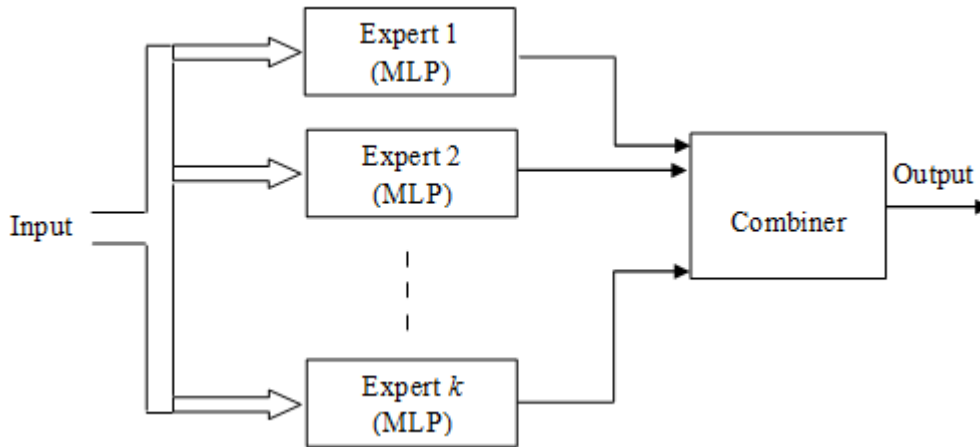 Expert 1
(MLP)
Expert 2
(MLP)
Input
Combiner
Output
Expert k
(MLP)